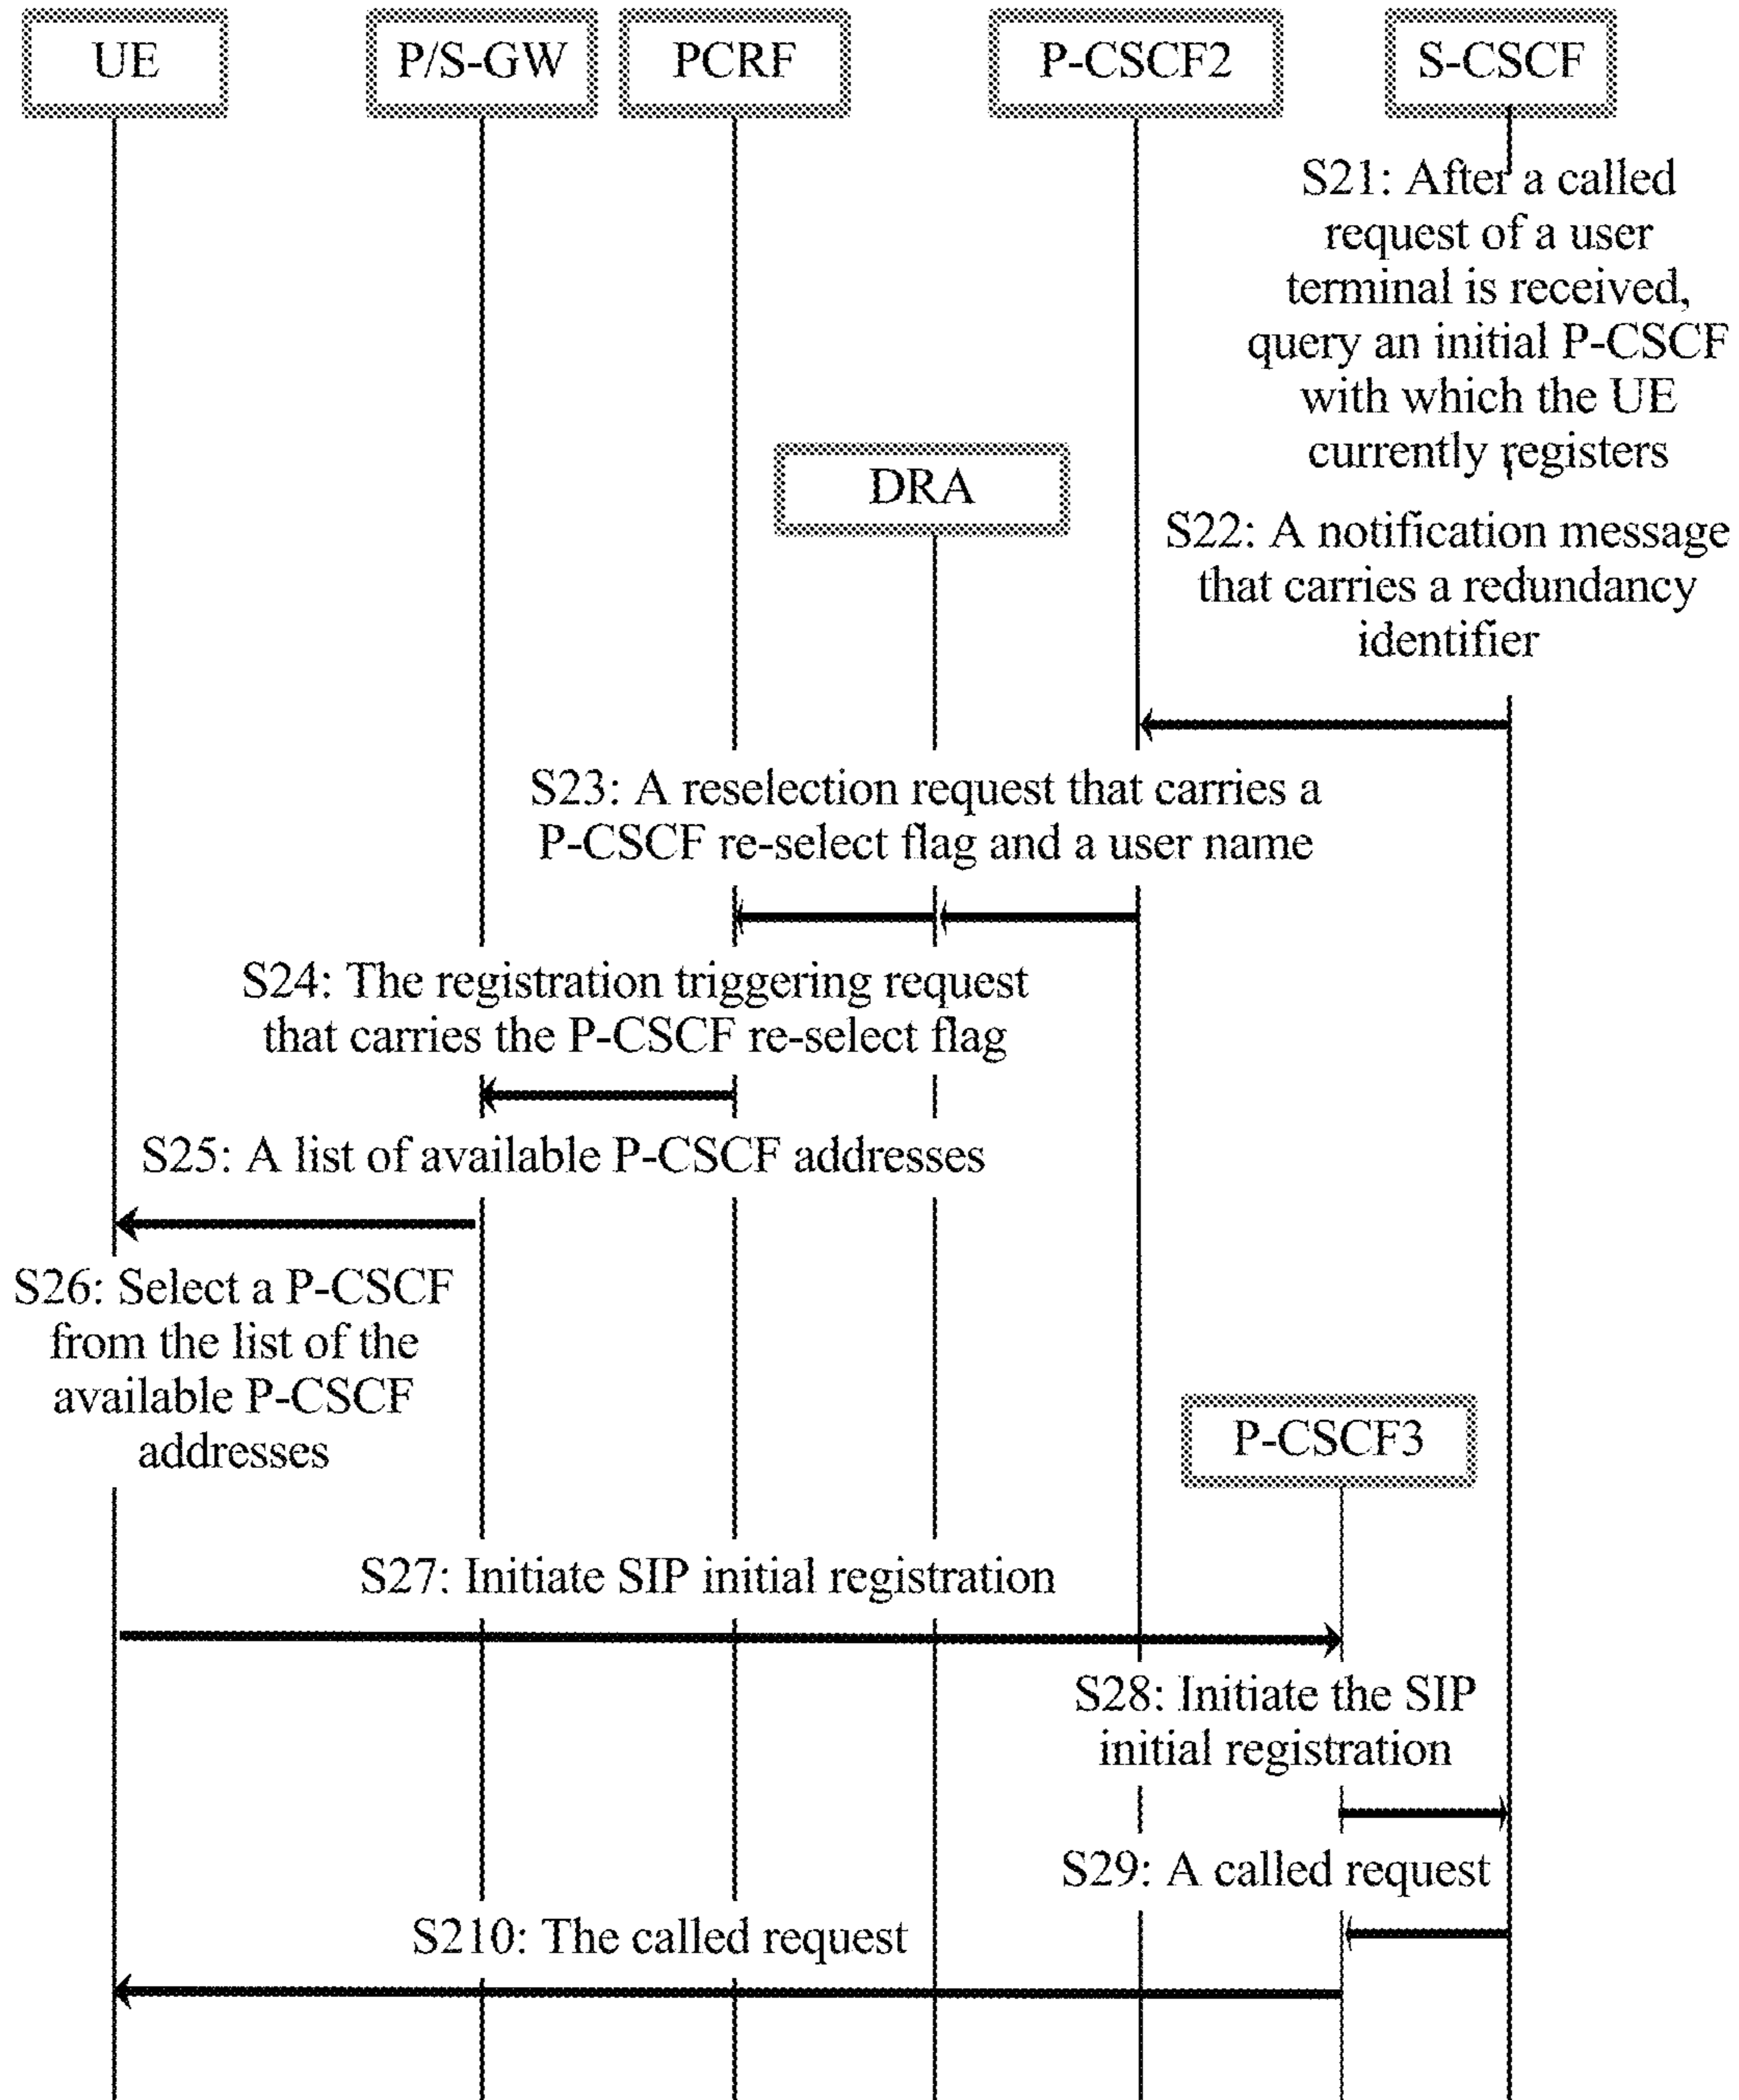 UE
P/S-GW
PCRF
P-CSCF2
S-CSCF
S21: After a called
request of a user
terminal is received,
query an initial P-CSCF
with which the UE
currently registers
DRA
S22: A notification message
that carries a redundancy
identifier
S23: A reselection request that carries a
P-CSCF re-select flag and a user name
S24: The registration triggering request
that carries the P-CSCF re-select flag
S25: A list of available P-CSCF addresses
S26: Select a P-CSCF
from the list of the
available P-CSCF
addresses
P-CSCF3
S27: Initiate SIP initial registration
S28: Initiate the SIP
initial registration
S29: A called request
S210: The called request